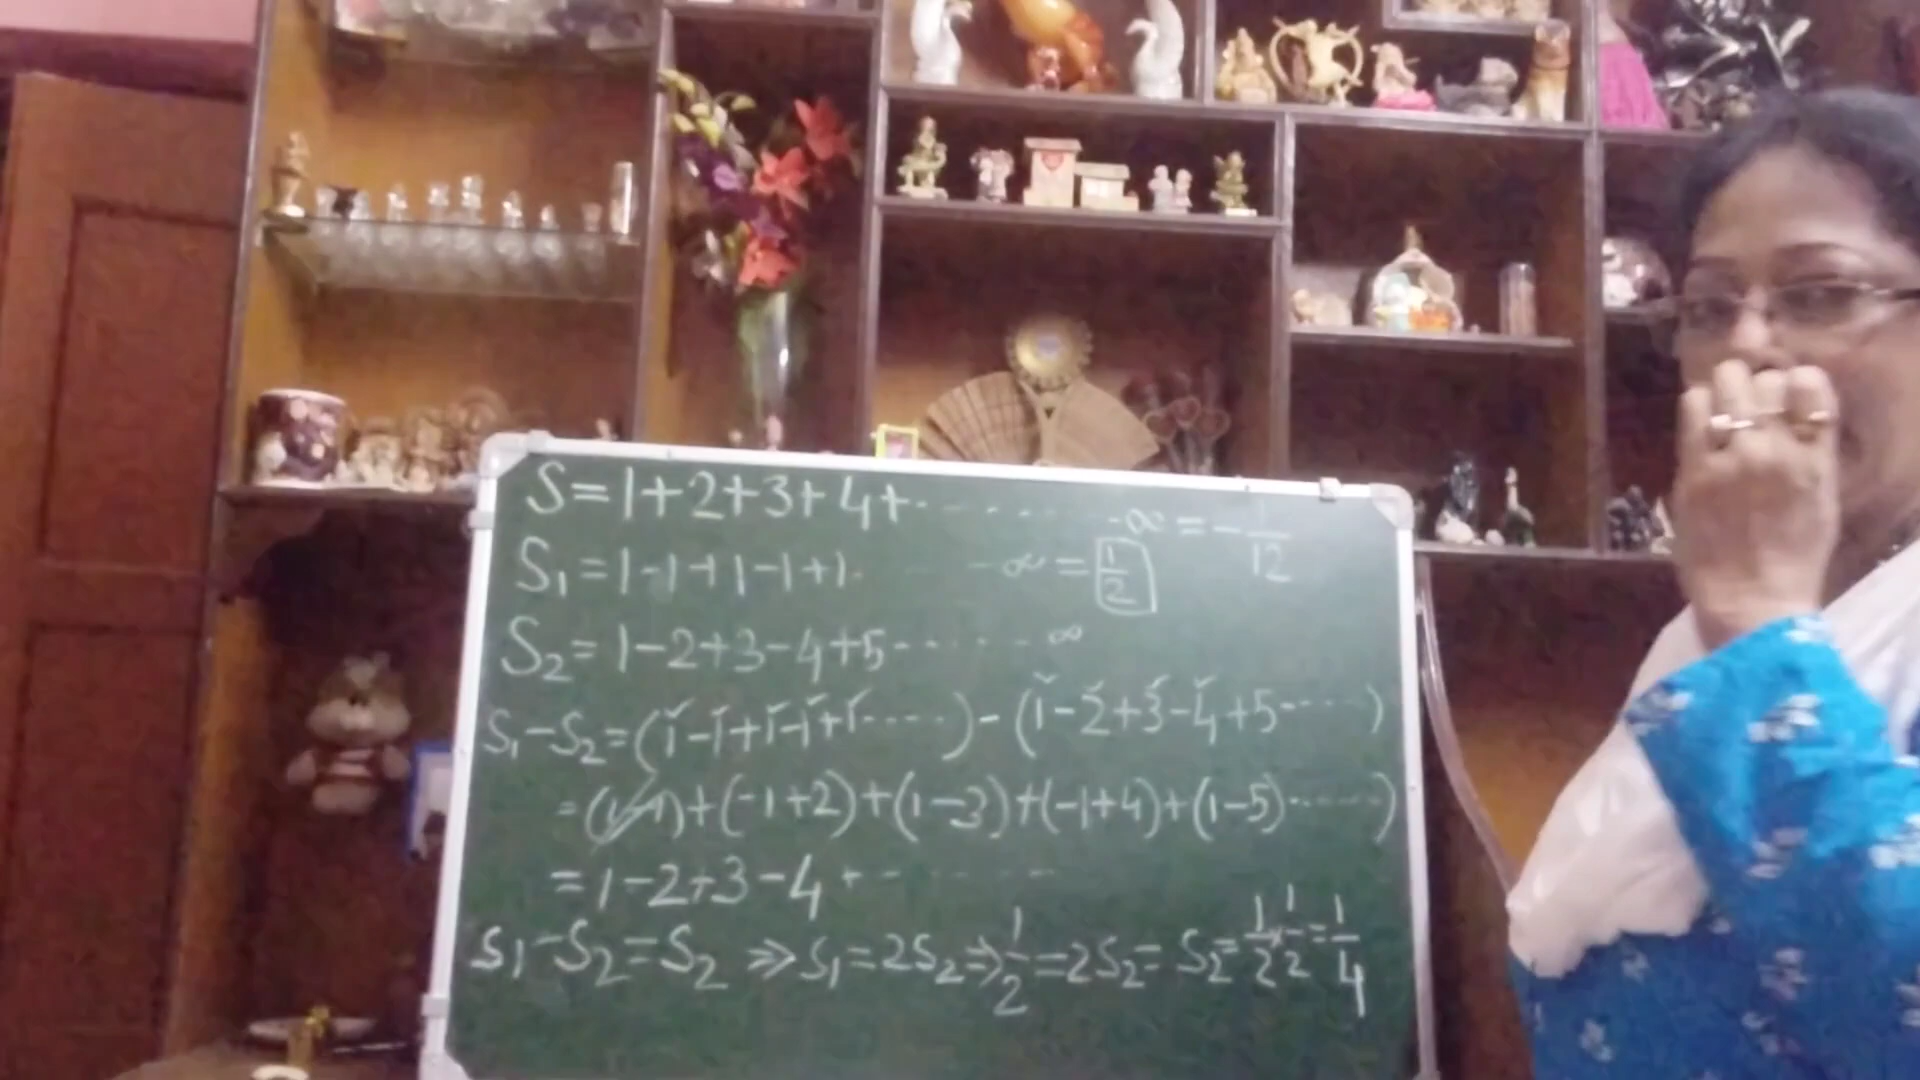 S=1+2+3+4+.......-∞=-1/12
S₁=1-1+1-1+1.....∞=1/2
S₂=1-2+3-4+5.......∞
S₁-S₂=(1-1+1-1+1.....)-(1-2+3-4+5.....)
=(1-1)+(-1+2)+(1-3)+(-1+4)+(1-5).....)
=1-2+3-4+.......
S₁-S₂=S₂⇒S₁=2S₂⇒1/2=2S₂=S₂=1/2×1/2=1/4